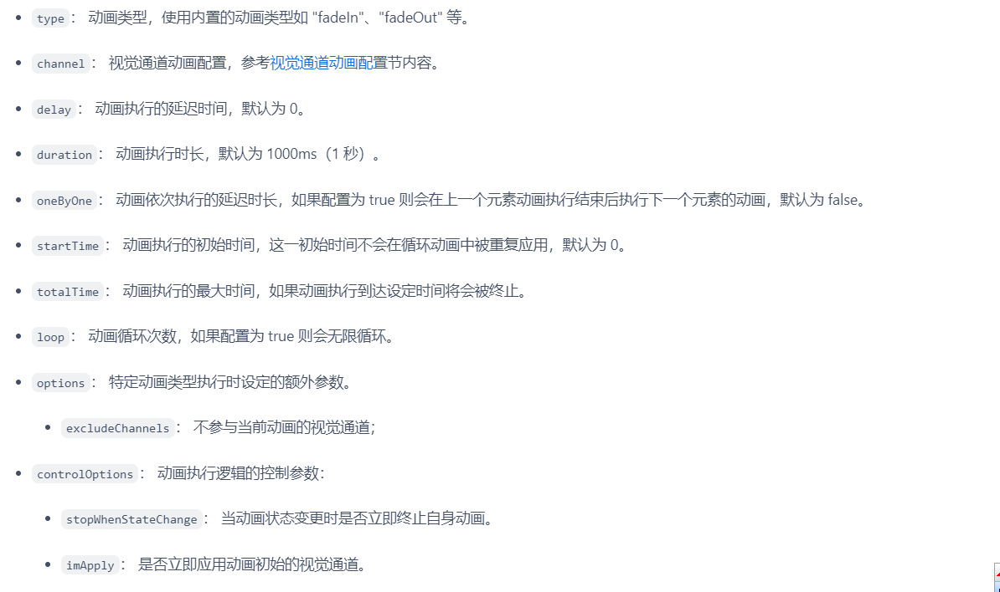 type： 动画类型，使用内置的动画类型如 "fadeIn"、"fadeOut" 等。
channel： 视觉通道动画配置，参考视觉通道动画配置节内容。
delay： 动画执行的延迟时间，默认为 0。
duration： 动画执行时长，默认为 1000ms（1 秒）。
oneByOne： 动画依次执行的延迟时长，如果配置为 true 则会在上一个元素动画执行结束后执行下一个元素的动画，默认为 false。
startTime： 动画执行的初始时间，这一初始时间不会在循环动画中被重复应用，默认为 0。
totalTime： 动画执行的最大时间，如果动画执行到达设定时间将会被终止。
loop： 动画循环次数，如果配置为 true 则会无限循环。
options： 特定动画类型执行时设定的额外参数。
excludeChannels： 不参与当前动画的视觉通道；
controlOptions： 动画执行逻辑的控制参数：
stopWhenStateChange： 当动画状态变更时是否立即终止自身动画。
imApply： 是否立即应用动画初始的视觉通道。